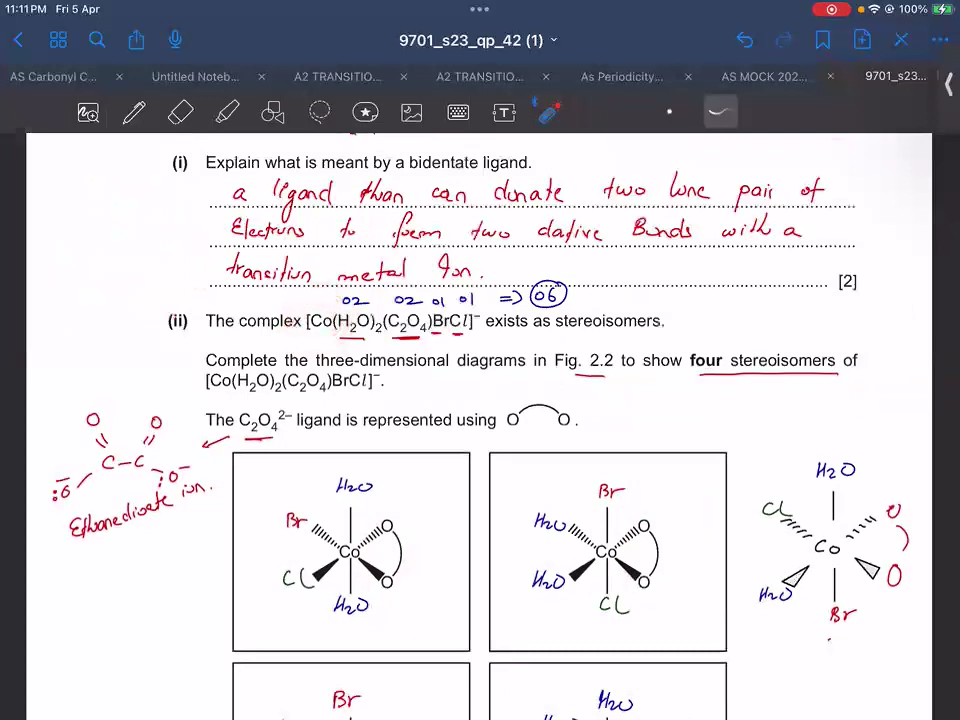 11:11PM Fri 5 Apr
100%
9701_s23_qp_42 (1)
AS Carbonyl C...
Untitled Noteb...
A2 TRANSITIO...
A2 TRANSITIO...
As Periodicity,...
AS MOCK 202...
9701_s23...
(i) Explain what is meant by a bidentate ligand.
a ligand than can donate two lone pair of
Electrons to form two dative Bonds with a
transition metal Ion.
[2]
02 02 01 01 => 06
(ii) The complex [Co(H2O)2(C2O4)BrCl]– exists as stereoisomers.
Complete the three-dimensional diagrams in Fig. 2.2 to show four stereoisomers of
[Co(H2O)2(C2O4)BrCl]–.
The C2O4 2– ligand is represented using O O .
O O
C – C
:O– :O–
Ethanedioate ion.
H2O
Br O
Co
Cl O
H2O
Br
H2O O
Co
H2O O
Cl
H2O
Cl O
Co
H2O O
Br
Br
H2O